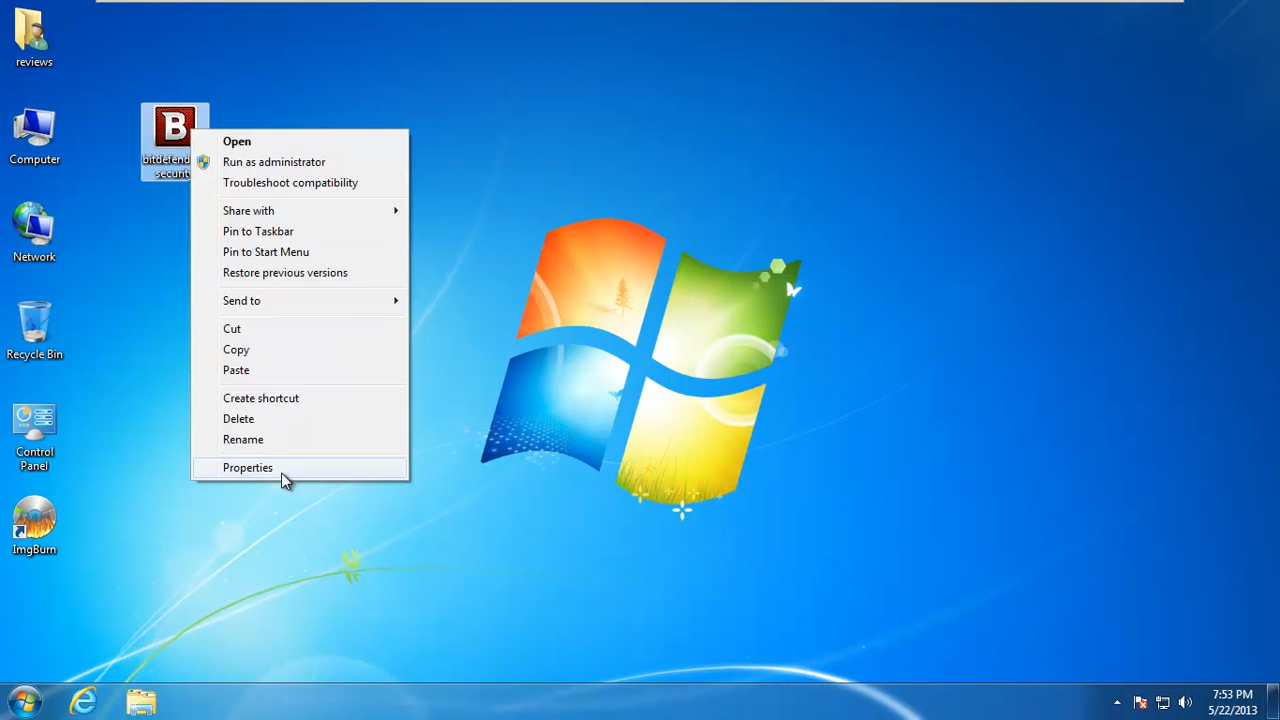 reviews
Computer
Network
Recycle Bin
Control
Panel
ImgBurn
B
security
Open
Run as administrator
Troubleshoot compatibility
Share with
Pin to Taskbar
Pin to Start Menu
Restore previous versions
Send to
Cut
Copy
Paste
Create shortcut
Delete
Rename
Properties
7:53 PM
5/22/2013